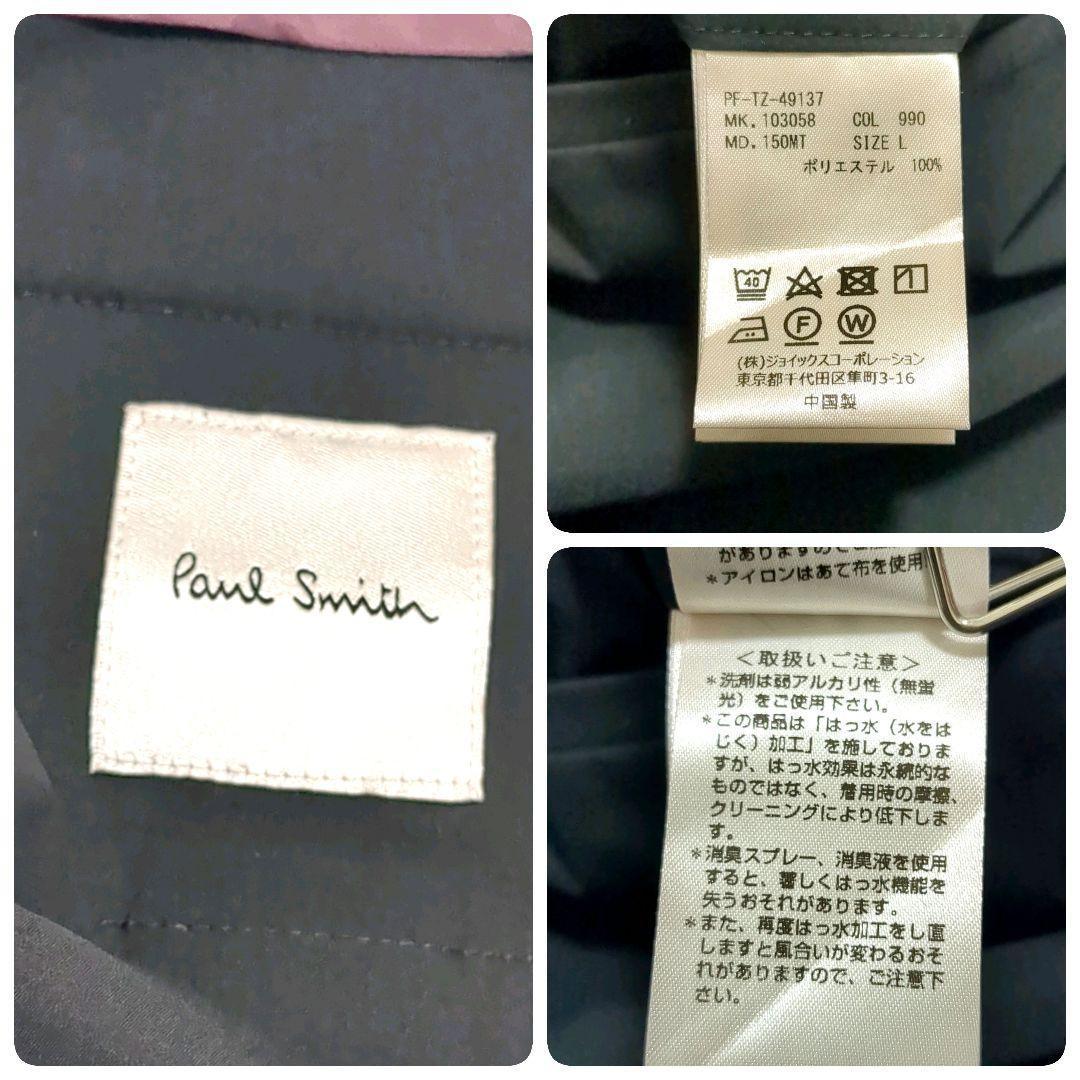 Paul Smith
PF-TZ-49137
MK. 103058 COL 990
MD. 150MT SIZE L
ポリエステル 100%
40
F W
(株)ジョイックスコーポレーション
東京都千代田区隼町3-16
中国製
がありますので
*アイロンはあて布を使用
<取扱いご注意>
*洗剤は弱アルカリ性(無蛍
光)をご使用下さい。
*この商品は「はっ水(水をは
じく)加工」を施しておりま
すが、はっ水効果は永続的な
ものではなく、着用時の摩擦、
クリーニングにより低下しま
す。
*消臭スプレー、消臭液を使用
すると、著しくはっ水機能を
失うおそれがあります。
*また、再度はっ水加工をし直
しますと風合いが変わるおそ
れがありますので、ご注意下
さい。